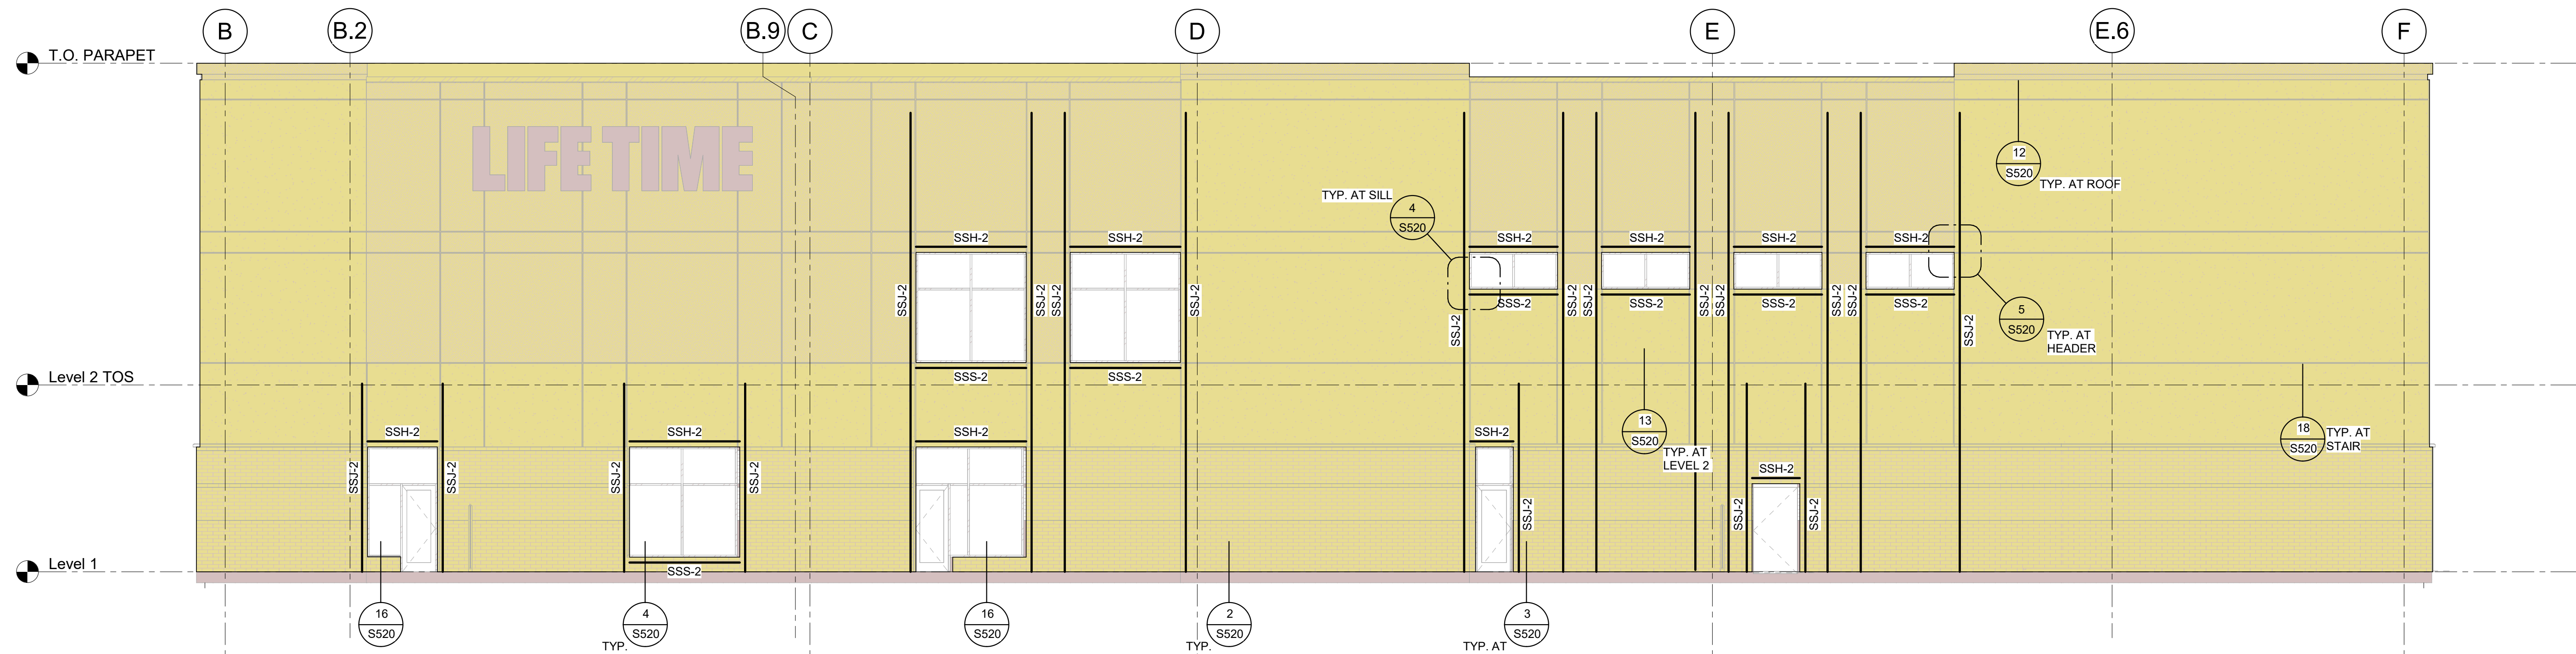 B
B.2
B.9
C
D
E
E.6
F
T.O. PARAPET
LIFE TIME
12
S520
TYP. AT ROOF
TYP. AT SILL
4
S520
SSH-2
SSH-2
SSH-2
SSH-2
SSH-2
SSH-2
SSJ-2
SSJ-2
SSJ-2
SSJ-2
SSJ-2
SSJ-2
SSJ-2
SSJ-2
SSJ-2
SSJ-2
SSJ-2
SSJ-2
SSS-2
SSS-2
SSS-2
SSS-2
5
S520
TYP. AT
HEADER
Level 2 TOS
SSS-2
SSS-2
13
S520
TYP. AT
LEVEL 2
18
S520
TYP. AT
STAIR
SSH-2
SSH-2
SSH-2
SSH-2
SSH-2
SSJ-2
SSJ-2
SSJ-2
SSJ-2
SSJ-2
SSJ-2
SSJ-2
Level 1
SSS-2
16
S520
4
S520
TYP.
16
S520
2
S520
TYP.
3
S520
TYP. AT